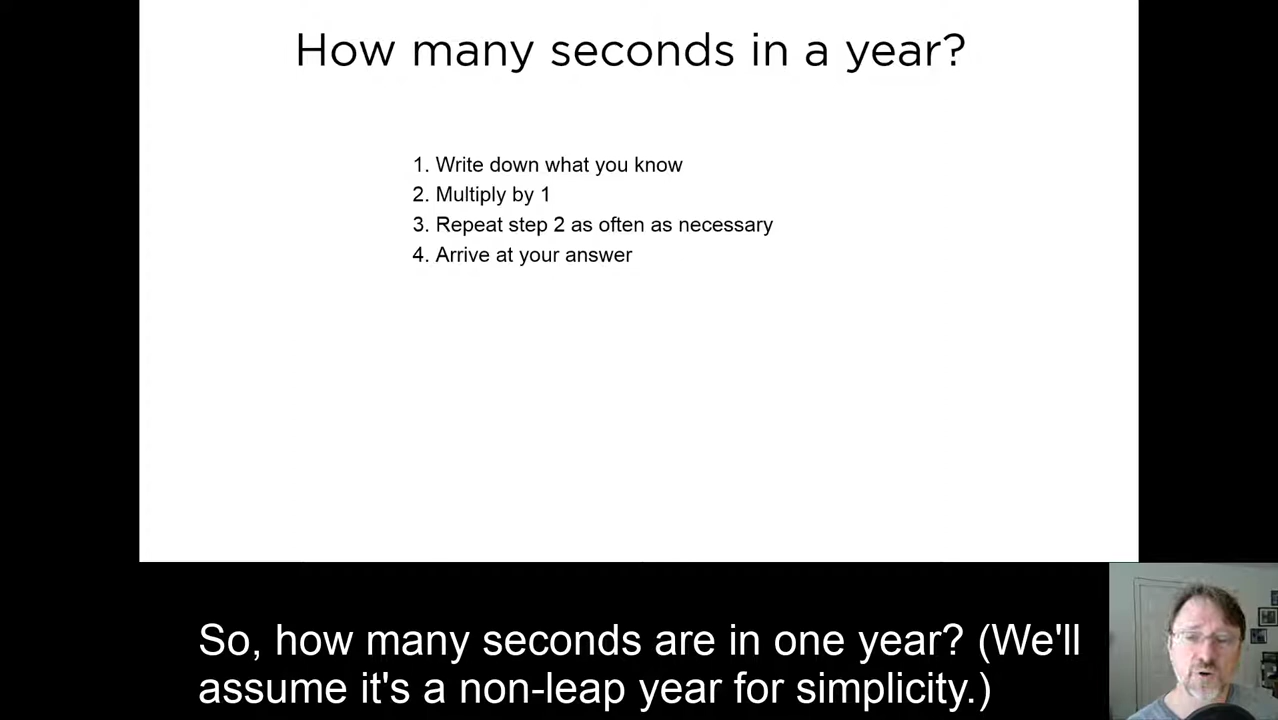 How many seconds in a year?
1. Write down what you know
2. Multiply by 1
3. Repeat step 2 as often as necessary
4. Arrive at your answer
So, how many seconds are in one year? (We'll
assume it's a non-leap year for simplicity.)